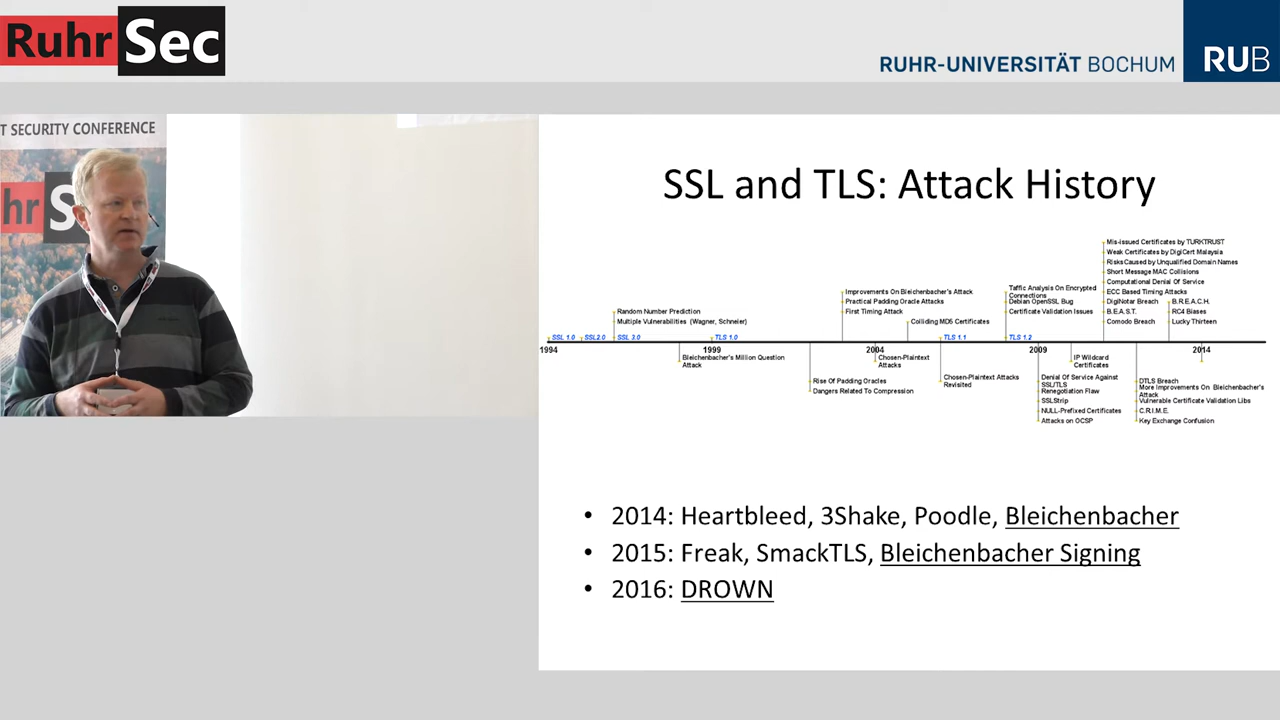 RuhrSec
RUHR-UNIVERSITÄT BOCHUM
RUB
T SECURITY CONFERENCE
hr S
SSL and TLS: Attack History
Mis-issued Certificates by TURKTRUST
Weak Certificates by DigiCert Malaysia
Risks Caused by Unqualified Domain Names
Short Message MAC Collisions
Computational Denial Of Service
Improvements On Bleichenbacher's Attack
Taffic Analysis On Encrypted
Connections
ECC Based Timing Attacks
Practical Padding Oracle Attacks
Debian OpenSSL Bug
DigiNotar Breach
B.R.E.A.C.H.
Random Number Prediction
First Timing Attack
Certificate Validation Issues
B.E.A.S.T.
RC4 Biases
Multiple Vulnerabilities (Wagner, Schneier)
Colliding MD5 Certificates
Comodo Breach
Lucky Thirteen
SSL 1.0
SSL 2.0
SSL 3.0
TLS 1.0
TLS 1.1
TLS 1.2
1994
1999
2004
2009
2014
Bleichenbacher's Million Question
Attack
Chosen-Plaintext
Attacks
IP Wildcard
Certificates
Rise Of Padding Oracles
Dangers Related To Compression
Chosen-Plaintext Attacks
Revisited
Denial Of Service Against
SSL/TLS
Renegotiation Flaw
SSLStrip
NULL-Prefixed Certificates
Attacks on OCSP
DTLS Breach
More Improvements On Bleichenbacher's
Attack
Vulnerable Certificate Validation Libs
C.R.I.M.E.
Key Exchange Confusion
• 2014: Heartbleed, 3Shake, Poodle, Bleichenbacher
• 2015: Freak, SmackTLS, Bleichenbacher Signing
• 2016: DROWN